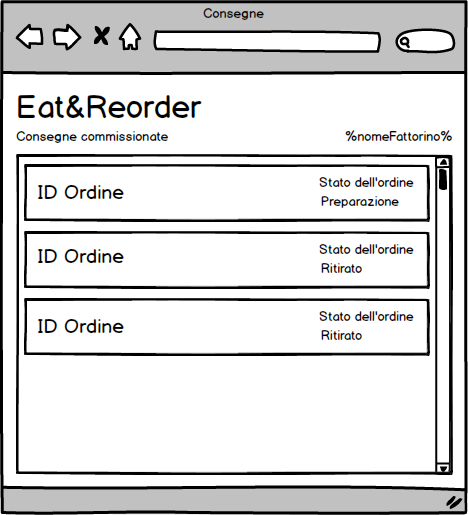 Consegne
Eat&Reorder
Consegne commissionate %nomeFattorino%
ID Ordine
Stato dell'ordine
Preparazione
ID Ordine
Stato dell'ordine
Ritirato
ID Ordine
Stato dell'ordine
Ritirato